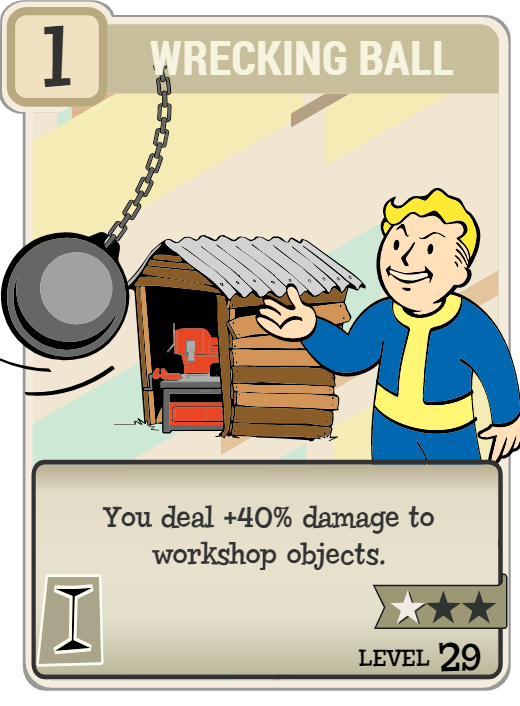 1
WRECKING BALL
You deal +40% damage to
workshop objects.
LEVEL 29